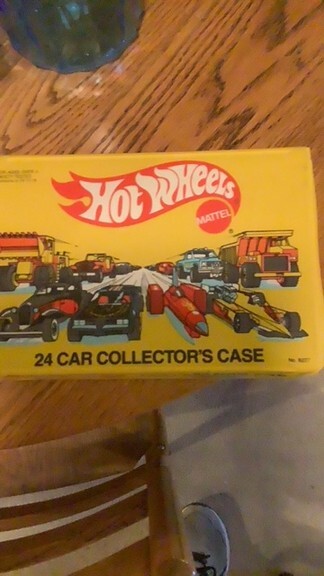 HOT WHEELS
MATTEL
24 CAR COLLECTOR'S CASE